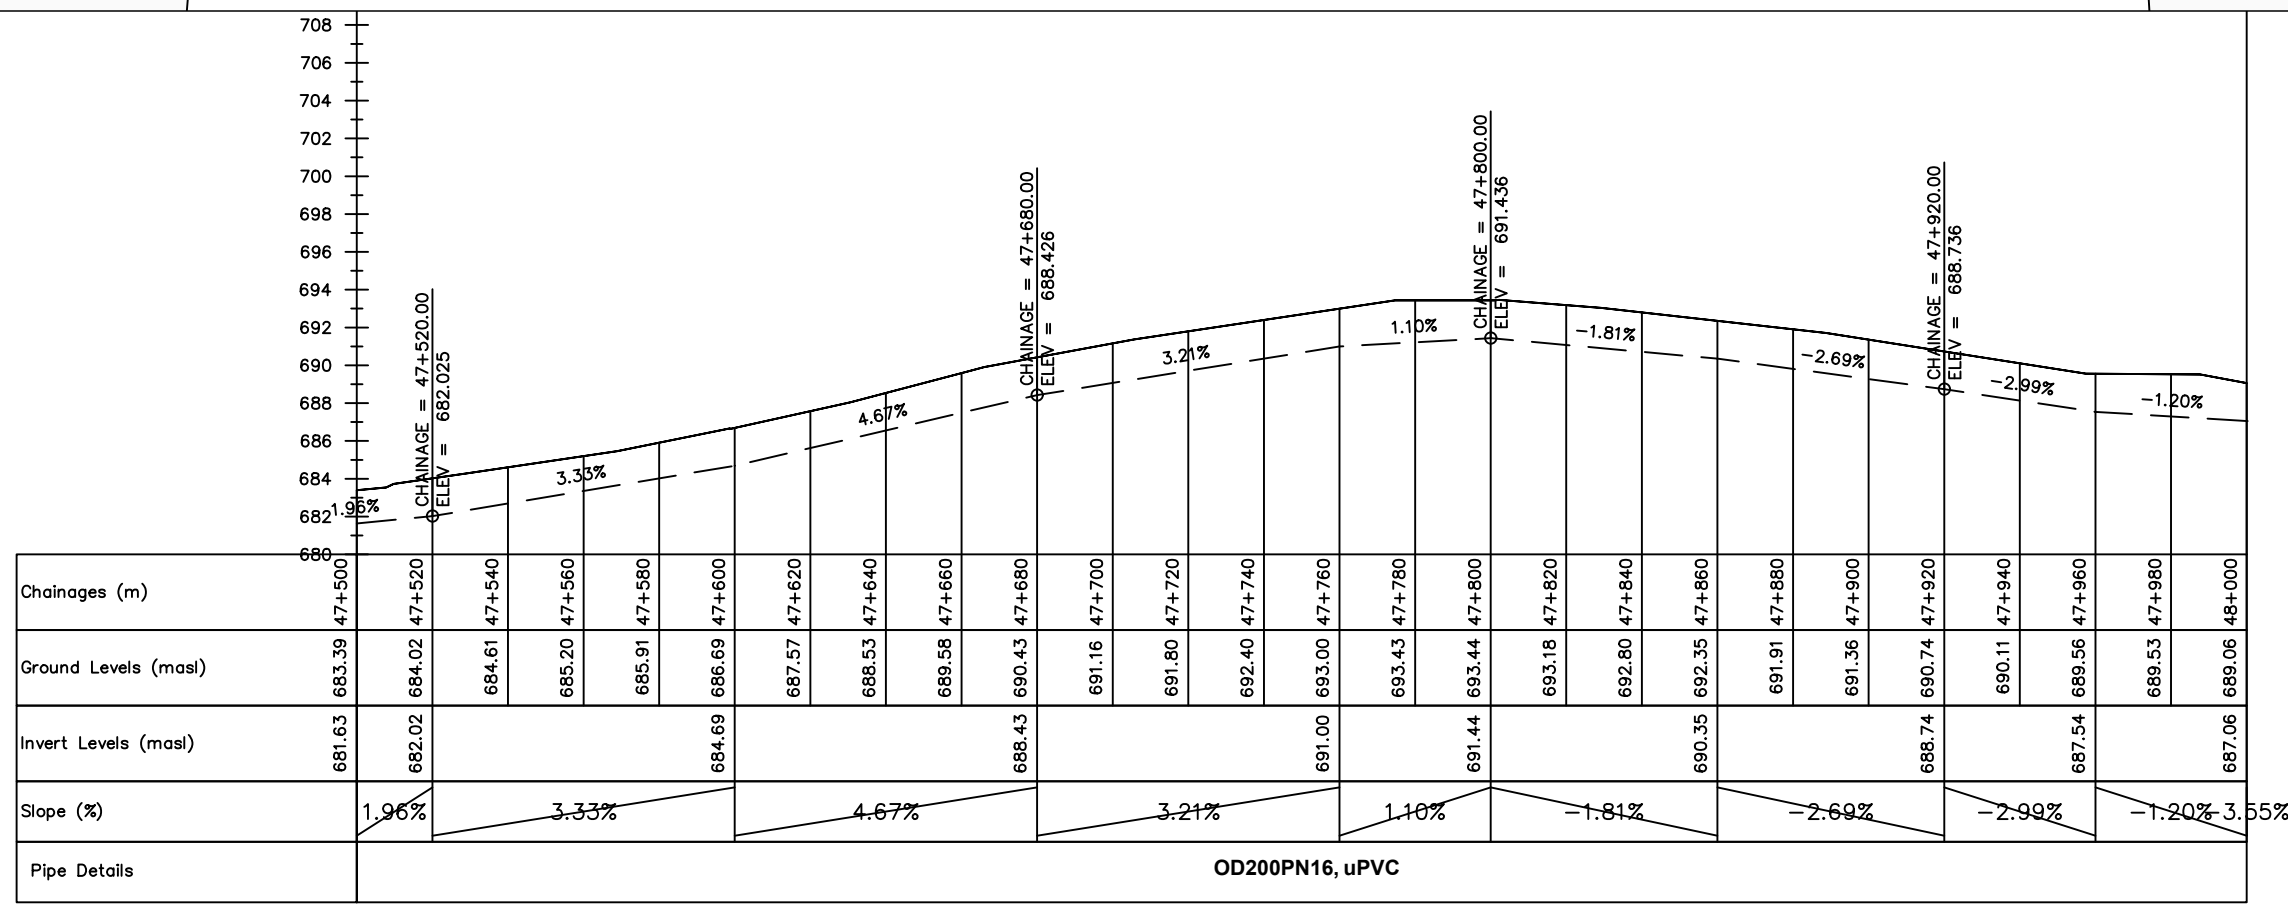 708
706
704
702
700
698
696
694
692
690
688
686
684
682
680
CHAINAGE = 47+520.00
ELEV = 682.025
CHAINAGE = 47+680.00
ELEV = 688.426
CHAINAGE = 47+800.00
ELEV = 691.436
CHAINAGE = 47+920.00
ELEV = 688.736
1.96%
3.33%
4.67%
3.21%
1.10%
-1.81%
-2.69%
-2.99%
-1.20%
Chainages (m) 47+500 47+520 47+540 47+560 47+580 47+600 47+620 47+640 47+660 47+680 47+700 47+720 47+740 47+760 47+780 47+800 47+820 47+840 47+860 47+880 47+900 47+920 47+940 47+960 47+980 48+000
Ground Levels (masl) 683.39 684.02 684.61 685.20 685.91 686.69 687.57 688.53 689.58 690.43 691.16 691.80 692.40 693.00 693.43 693.44 693.18 692.80 692.35 691.91 691.36 690.74 690.11 689.56 689.53 689.06
Invert Levels (masl) 681.63 682.02 684.69 688.43 691.00 691.44 690.35 688.74 687.54 687.06
Slope (%) 1.96% 3.33% 4.67% 3.21% 1.10% -1.81% -2.69% -2.99% -1.20% -3.55%
Pipe Details OD200PN16, uPVC